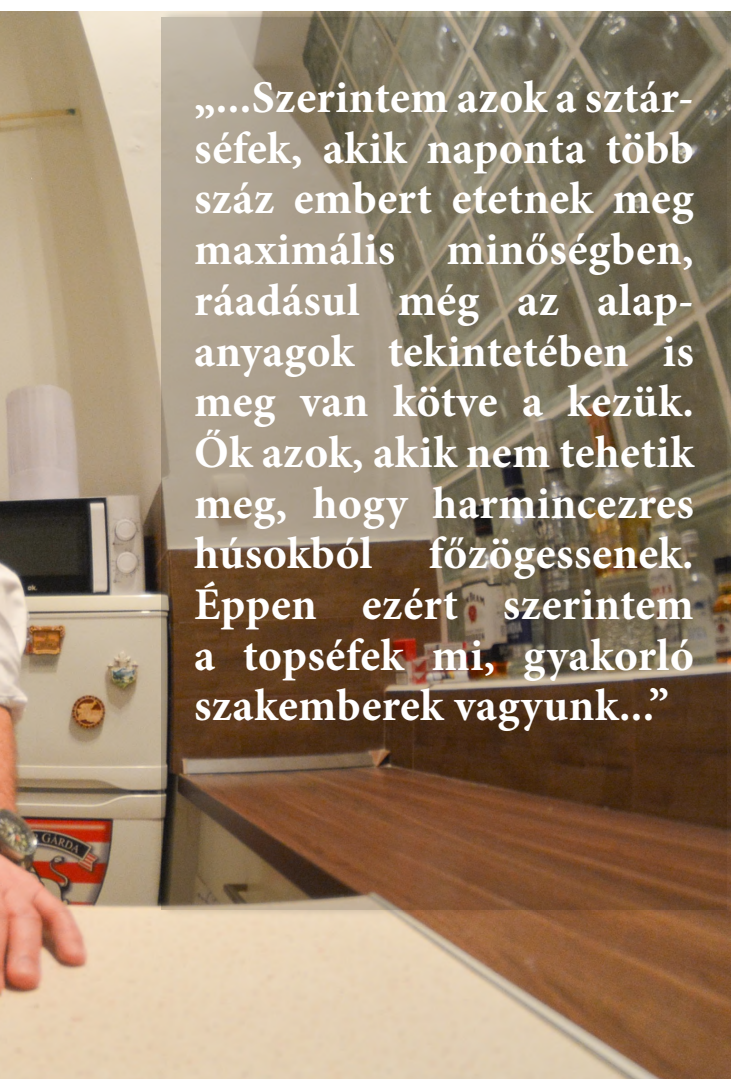 „...Szerintem azok a sztár-
séfek, akik naponta több
száz embert etetnek meg
maximális minőségben,
ráadásul még az alap-
anyagok tekintetében is
meg van kötve a kezük.
Ők azok, akik nem tehetik
meg, hogy harmincezres
húsokból főzögessenek.
Éppen ezért szerintem
a topséfek mi, gyakorló
szakemberek vagyunk...”
GÁRDA